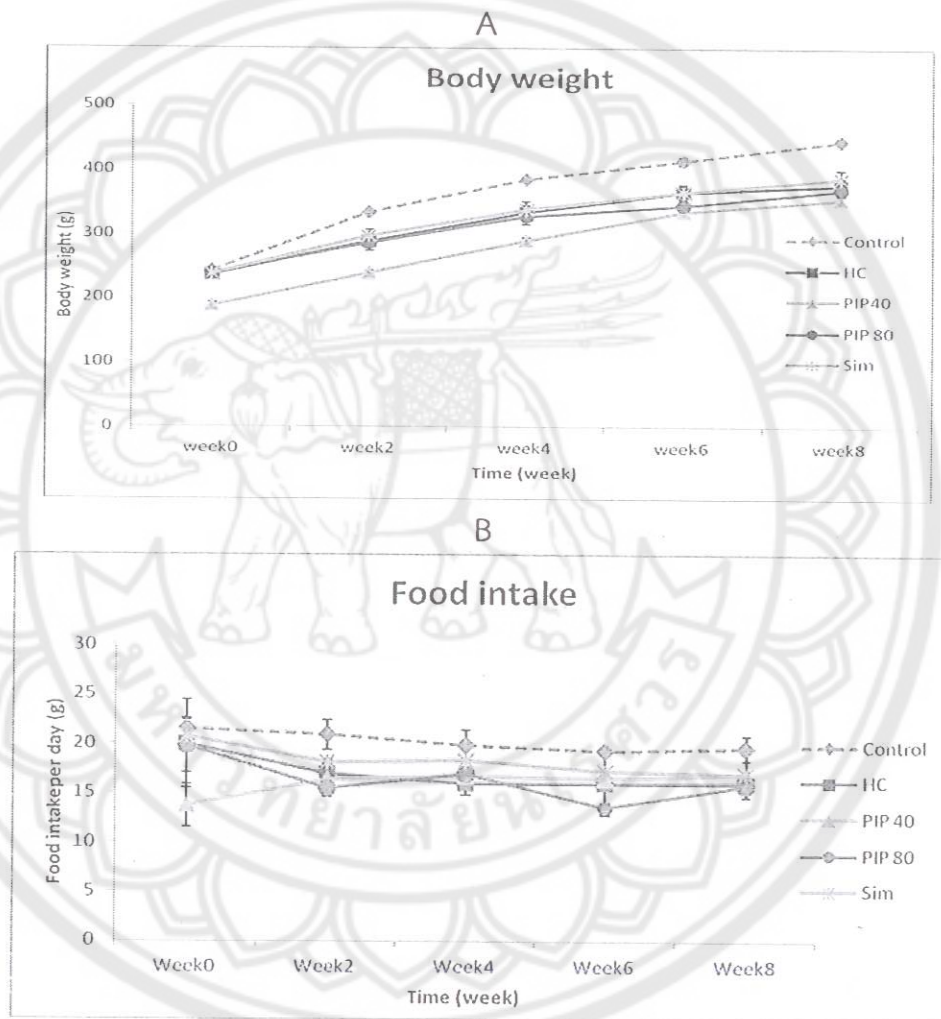 A
Body weight
500
400
300
200
100
0
Body weight (g)
week0 week2 week4 week6 week8
Time (week)
Control
HC
PIP40
PIP 80
Sim
B
Food intake
30
25
20
15
10
5
0
Food intakeper day (g)
Week0 Week2 Week4 Week6 Week8
Time (week)
Control
HC
PIP 40
PIP 80
Sim